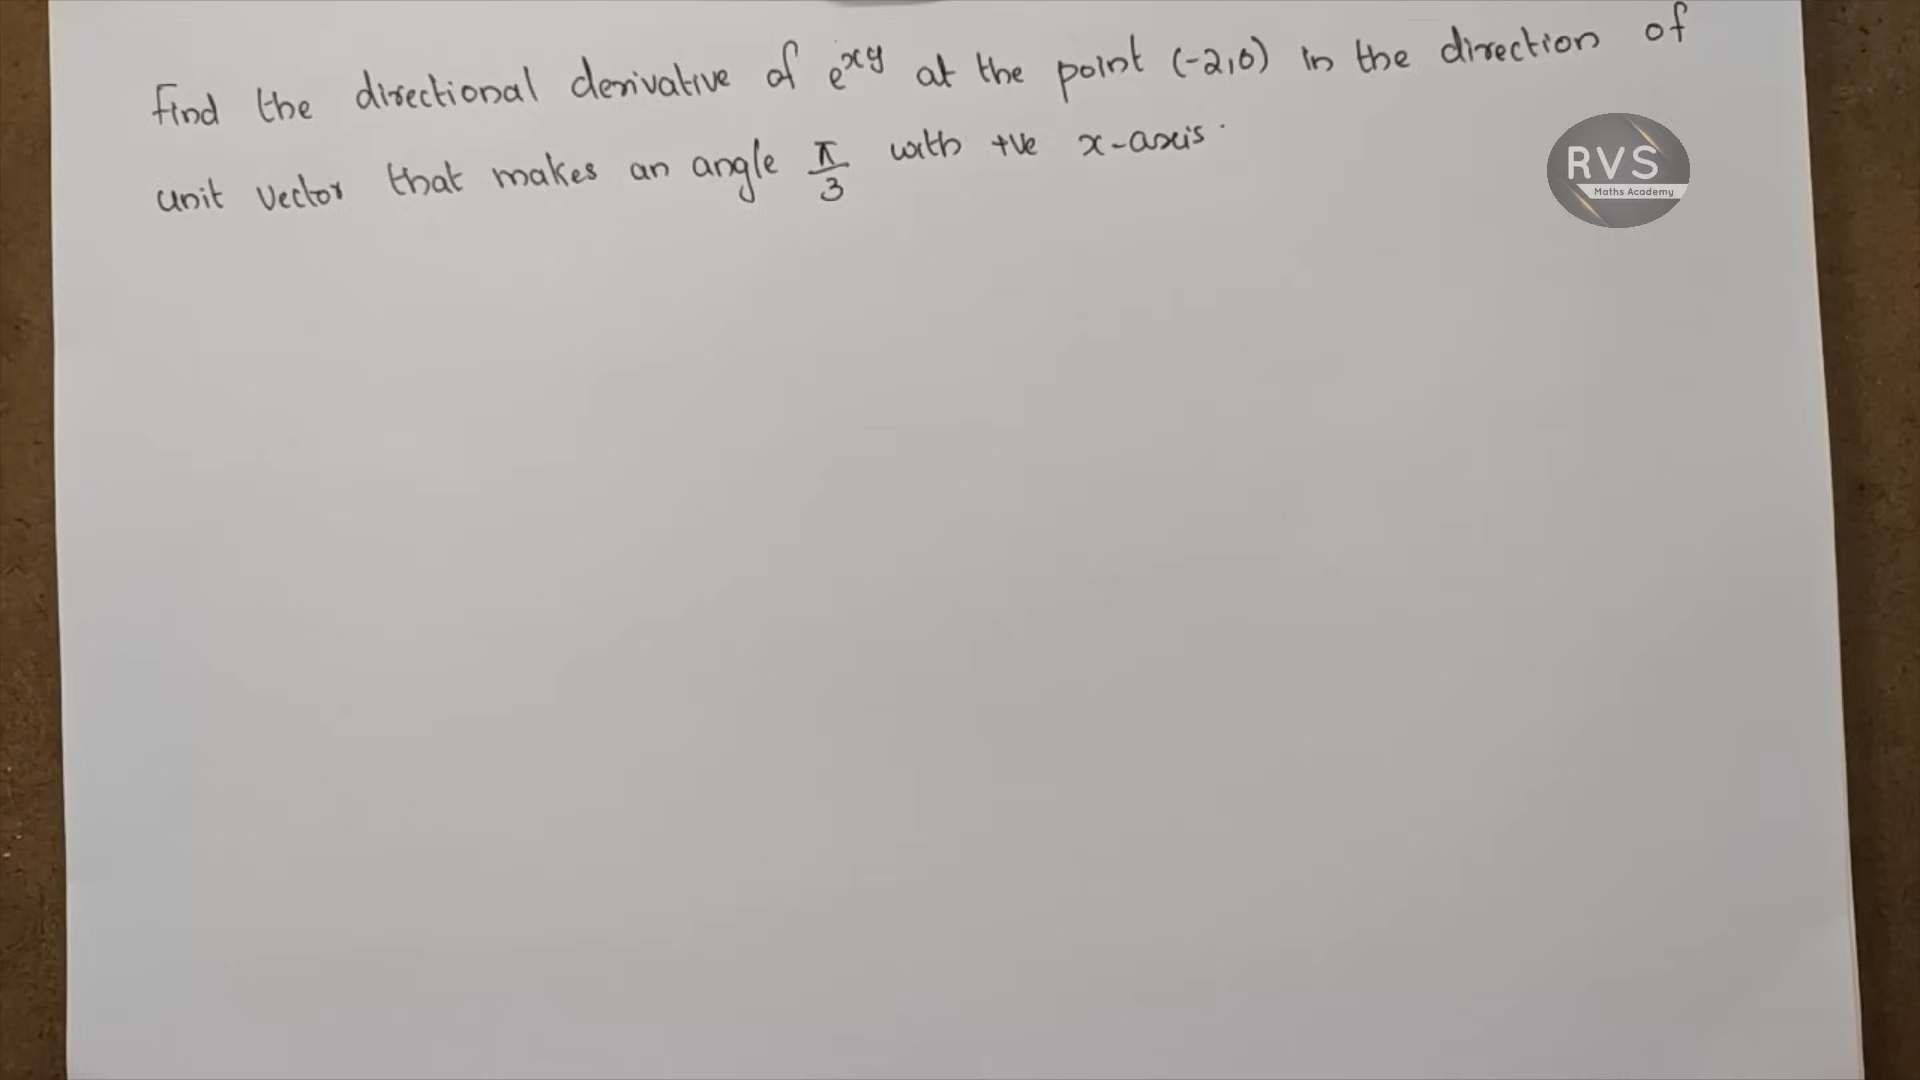 Find the directional derivative of e^xy at the point (-2,0) in the direction of
unit vector that makes an angle π/3 with +ve x-axis.
RVS
Maths Academy